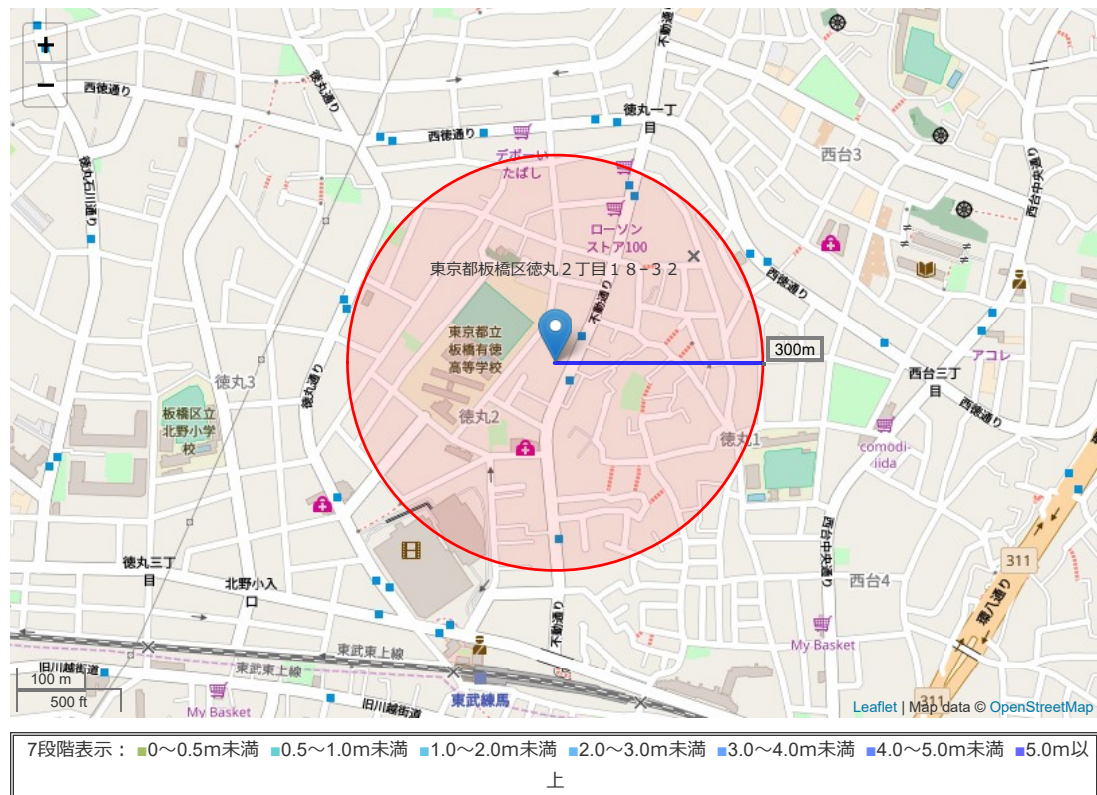 +
−
不動通り
西徳通り
徳丸通り
徳丸一丁
目
西徳通り
デポーい
たばし
西台3
西台中央通り
徳丸石川通り
ローソン
ストア100
東京都板橋区徳丸2丁目18−32
西徳通り
不動通り
東京都立
板橋有徳
高等学校
300m
アコレ
徳丸3
徳丸通り
西台三丁
目
板橋区立
北野小学
校
徳丸2
徳丸1
西徳通り
comodi-
iida
西台中央通り
311
徳丸三丁
目
北野小入
口
西台4
環八通り
不動通り
My Basket
東武東上線
東武東上線
旧川越街道
100 m
500 ft
東武練馬
旧川越街道
My Basket
311
Leaflet | Map data © OpenStreetMap
7段階表示： ■0～0.5m未満 ■0.5～1.0m未満 ■1.0～2.0m未満 ■2.0～3.0m未満 ■3.0～4.0m未満 ■4.0～5.0m未満 ■5.0m以
上